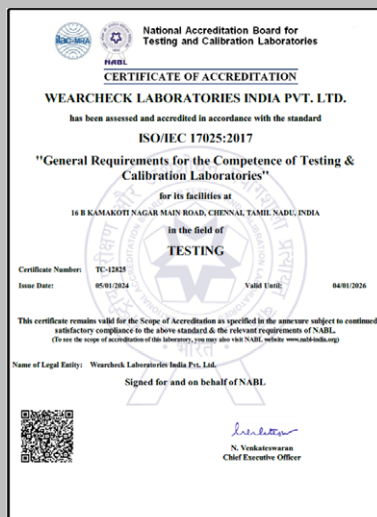 National Accreditation Board for
Testing and Calibration Laboratories
ilac-MRA
NABL
CERTIFICATE OF ACCREDITATION
WEARCHECK LABORATORIES INDIA PVT. LTD.
has been assessed and accredited in accordance with the standard
ISO/IEC 17025:2017
"General Requirements for the Competence of Testing &
Calibration Laboratories"
for its facilities at
16 B KAMAKOTI NAGAR MAIN ROAD, CHENNAI, TAMIL NADU, INDIA
in the field of
TESTING
Certificate Number: TC-12825
Issue Date: 05/01/2024 Valid Until: 04/01/2026
This certificate remains valid for the Scope of Accreditation as specified in the annexure subject to continued
satisfactory compliance to the above standard & the relevant requirements of NABL.
(To see the scope of accreditation of this laboratory, you may also visit NABL website www.nabl-india.org)
Name of Legal Entity: Wearcheck Laboratories India Pvt. Ltd.
Signed for and on behalf of NABL
N. Venkateswaran
Chief Executive Officer